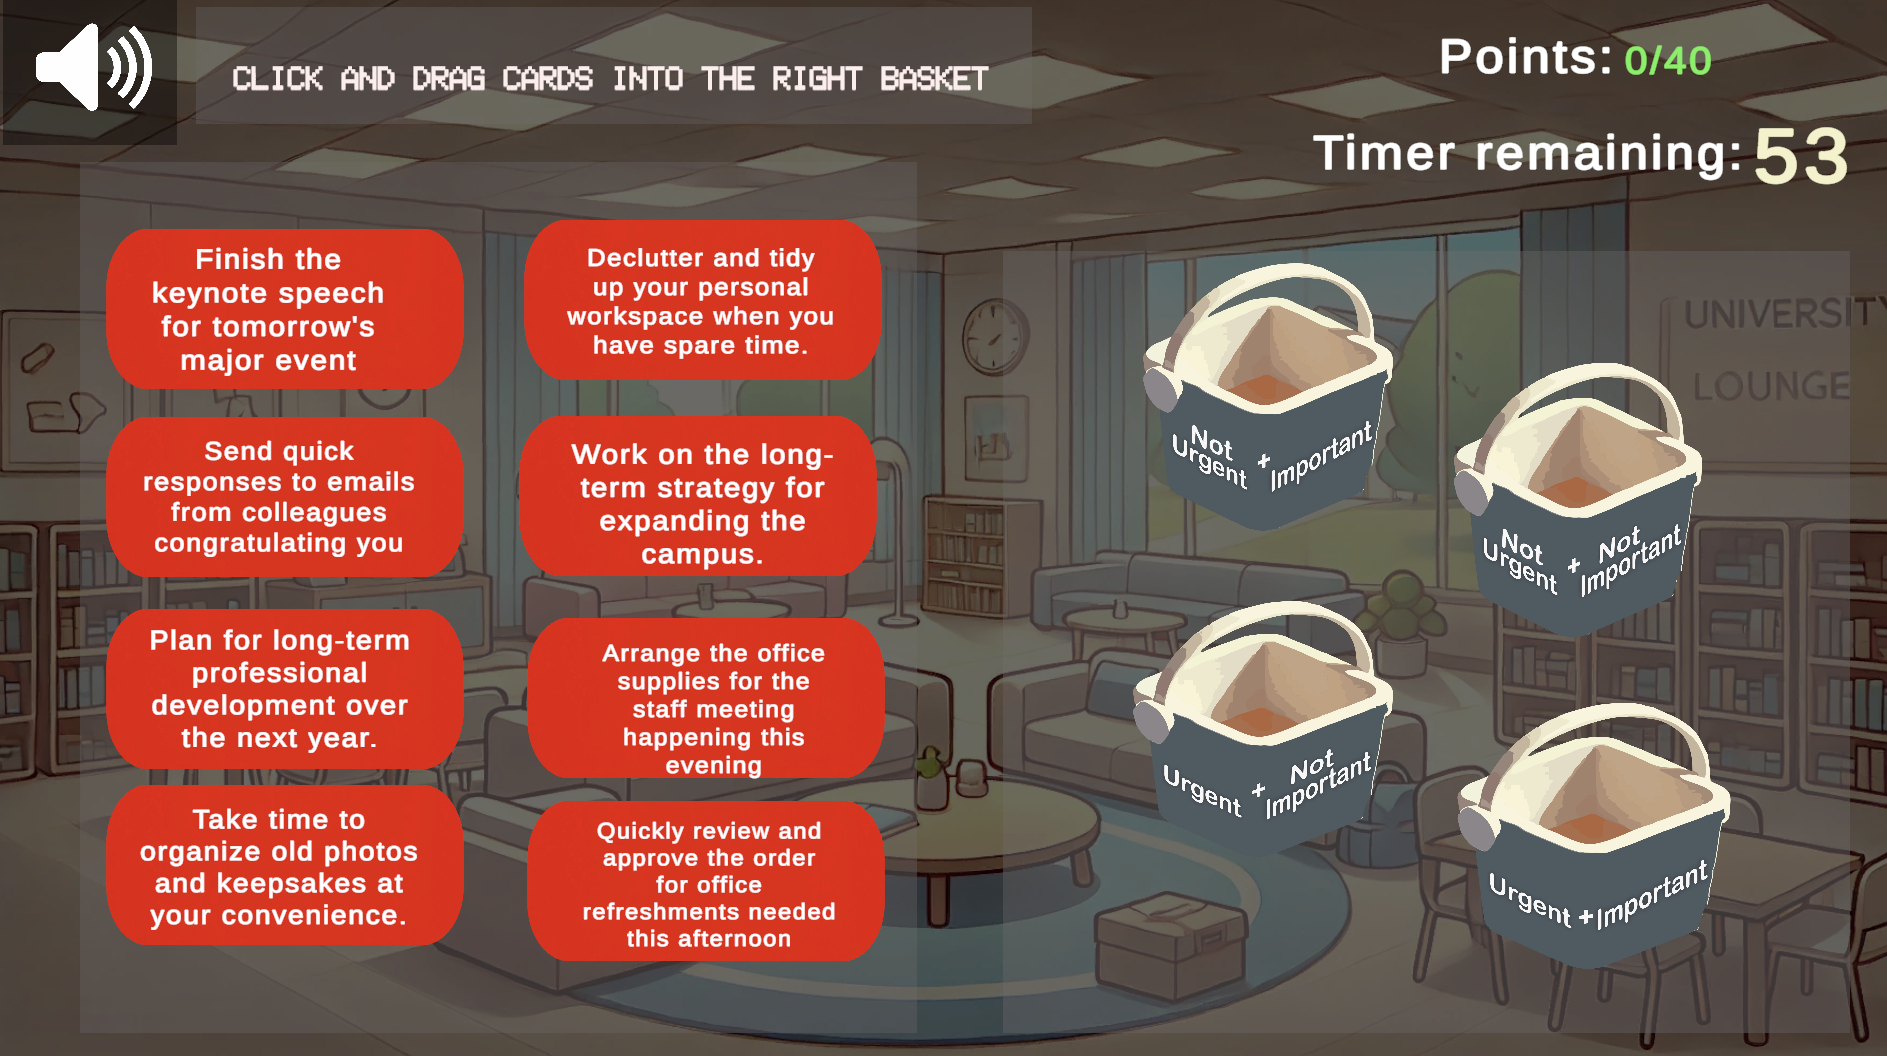 CLICK AND DRAG CARDS INTO THE RIGHT BASKET
Points: 0/40
Timer remaining: 53
Finish the
keynote speech
for tomorrow's
major event
Declutter and tidy
up your personal
workspace when you
have spare time.
Send quick
responses to emails
from colleagues
congratulating you
Work on the long-
term strategy for
expanding the
campus.
Plan for long-term
professional
development over
the next year.
Arrange the office
supplies for the
staff meeting
happening this
evening
Take time to
organize old photos
and keepsakes at
your convenience.
Quickly review and
approve the order
for office
refreshments needed
this afternoon
UNIVERSITY
LOUNGE
Not
Urgent + Important
Not
Urgent + Not
Important
Urgent + Not
Important
Urgent + Important